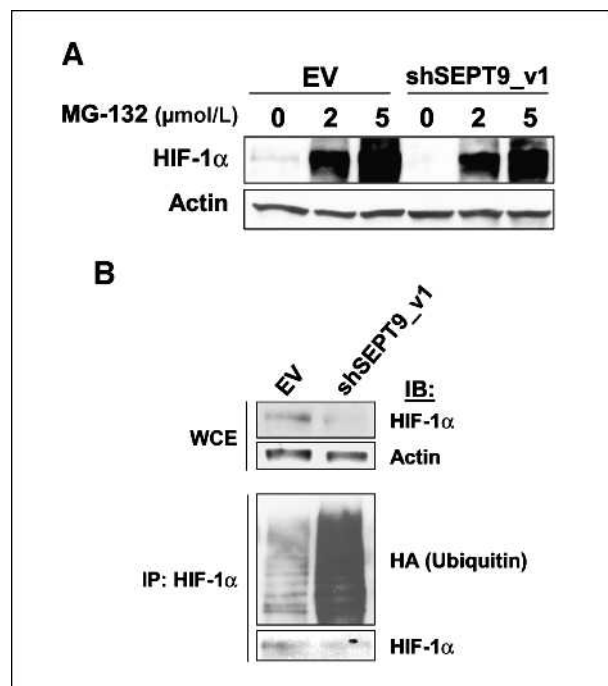 A
EV shSEPT9_v1
MG-132 (μmol/L) 0 2 5 0 2 5
HIF-1α
Actin
B
EV shSEPT9_v1
IB:
HIF-1α
WCE
Actin
HA (Ubiquitin)
IP: HIF-1α
HIF-1α